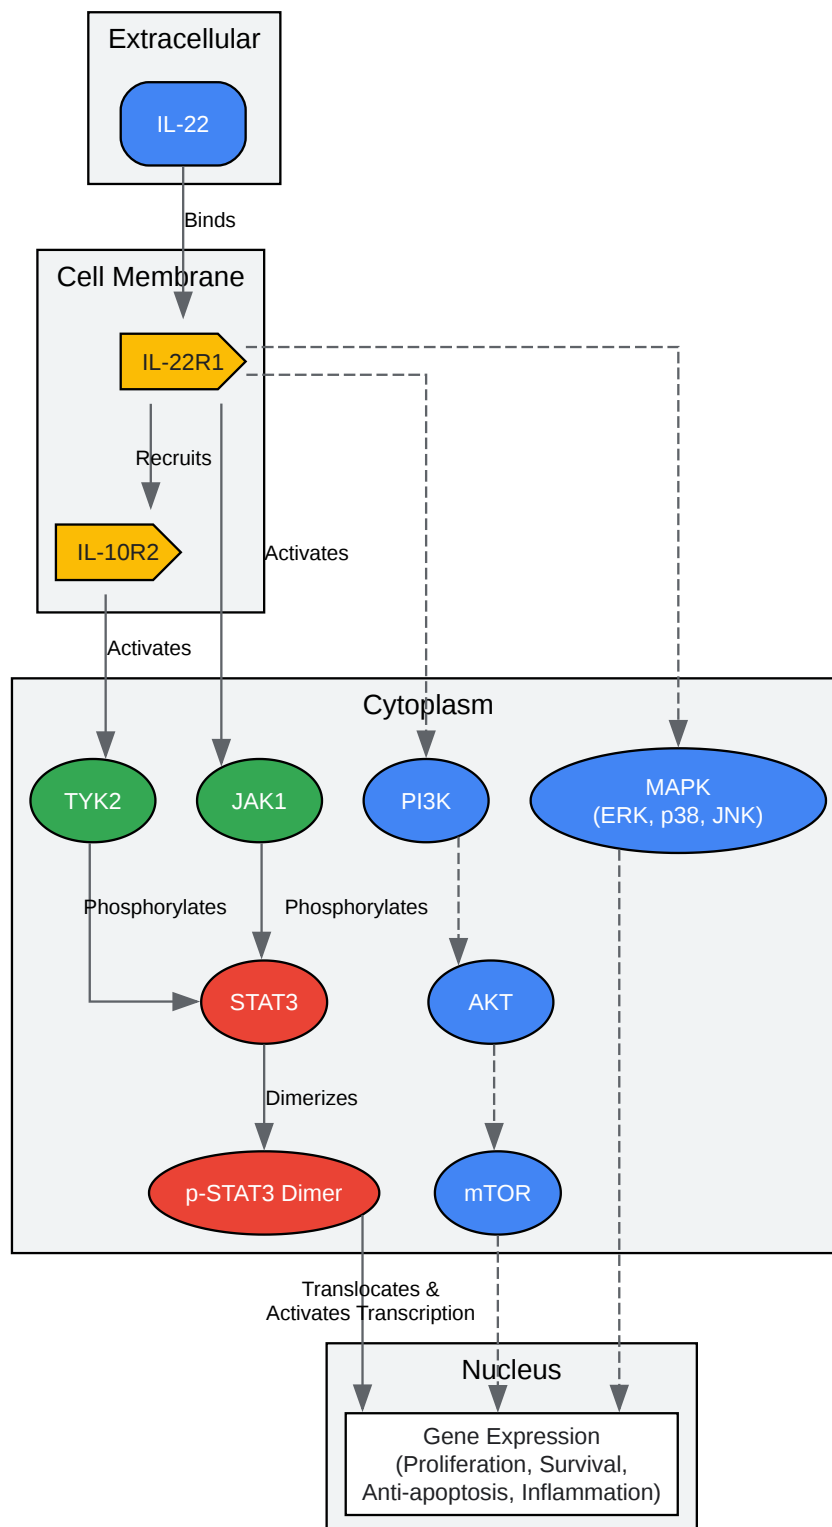 Extracellular
IL-22
Binds
Cell Membrane
IL-22R1
Recruits
IL-10R2
Activates
Activates
Cytoplasm
TYK2
JAK1
PI3K
MAPK
(ERK, p38, JNK)
Phosphorylates
Phosphorylates
STAT3
AKT
Dimerizes
p-STAT3 Dimer
mTOR
Translocates &
Activates Transcription
Nucleus
Gene Expression
(Proliferation, Survival,
Anti-apoptosis, Inflammation)